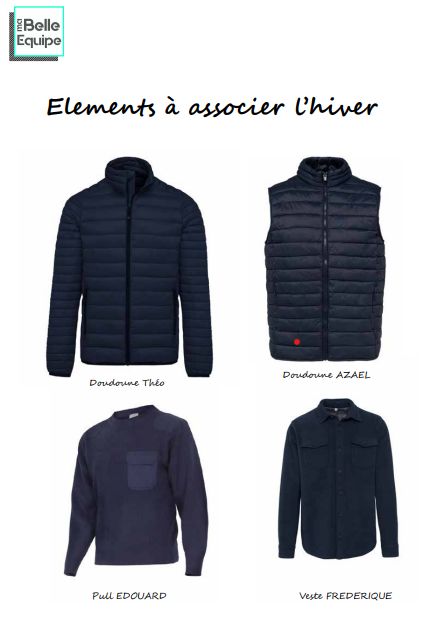 ma
Belle
Equipe
Elements à associer l'hiver
Doudoune Théo
Doudoune AZAEL
Pull EDOUARD
Veste FREDERIQUE